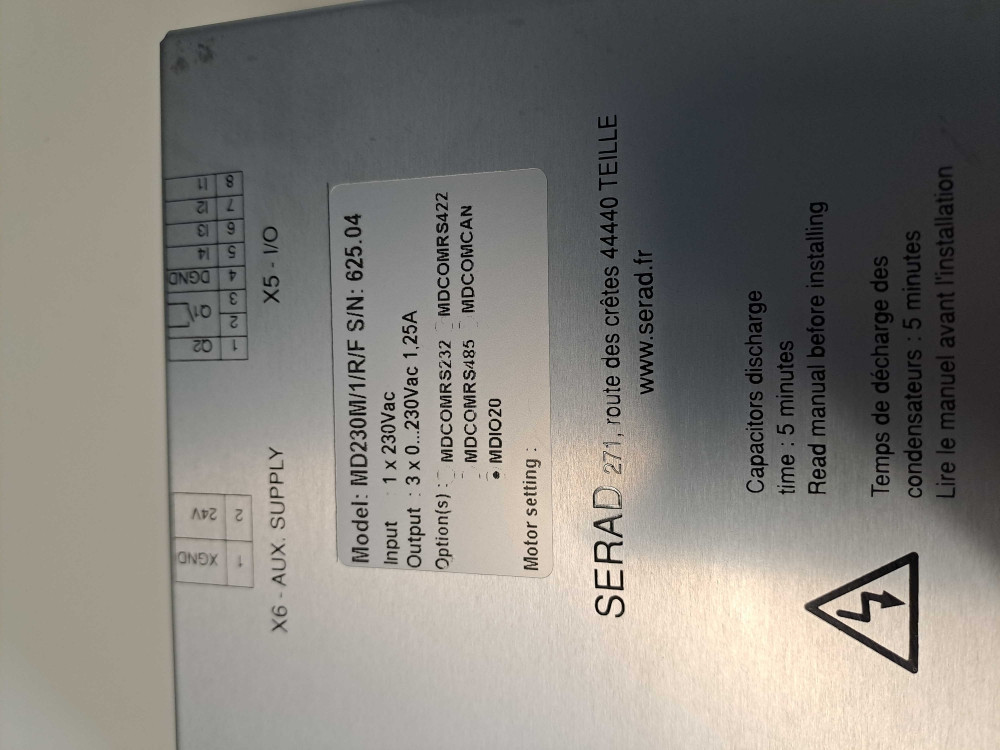 1 2
XGND 24V
X6 - AUX. SUPPLY
1 2 3 4 5 6 7 8
Q2 Q1 DGND I4 I3 I2 I1
X5 - I/O
Model: MD230M/1/R/F S/N: 625.04
Input : 1 x 230Vac
Output : 3 x 0...230Vac 1,25A
Option(s) : MDCOMRS232 MDCOMRS422
MDCOMRS485 MDCOMCAN
• MDIO20
Motor setting :
SERAD 271, route des crêtes 44440 TEILLE
www.serad.fr
Capacitors discharge
time : 5 minutes
Read manual before installing
Temps de décharge des
condensateurs : 5 minutes
Lire le manuel avant l'installation